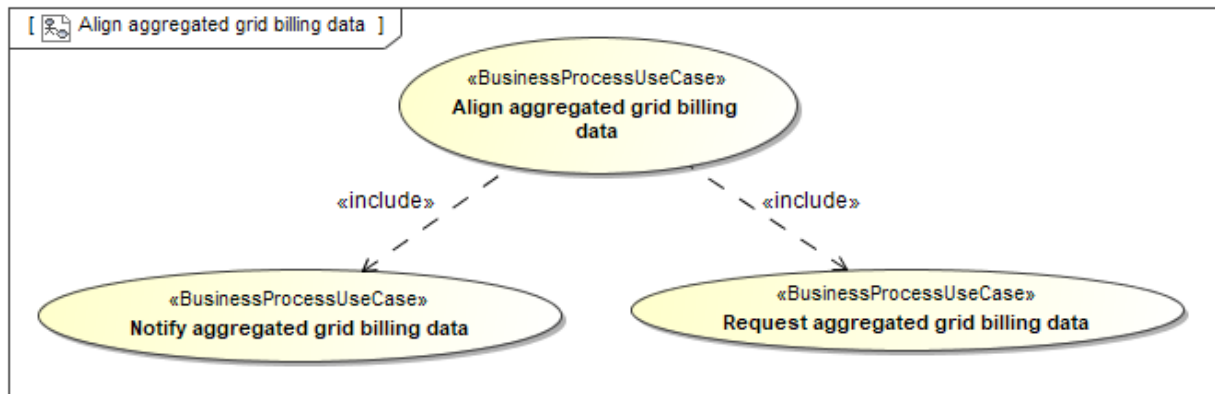 [ Align aggregated grid billing data ]
«BusinessProcessUseCase»
Align aggregated grid billing
data
«include»
«include»
«BusinessProcessUseCase»
Notify aggregated grid billing data
«BusinessProcessUseCase»
Request aggregated grid billing data